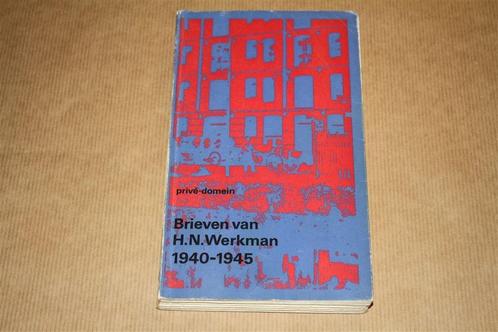 privé-domein
Brieven van
H.N.Werkman
1940-1945